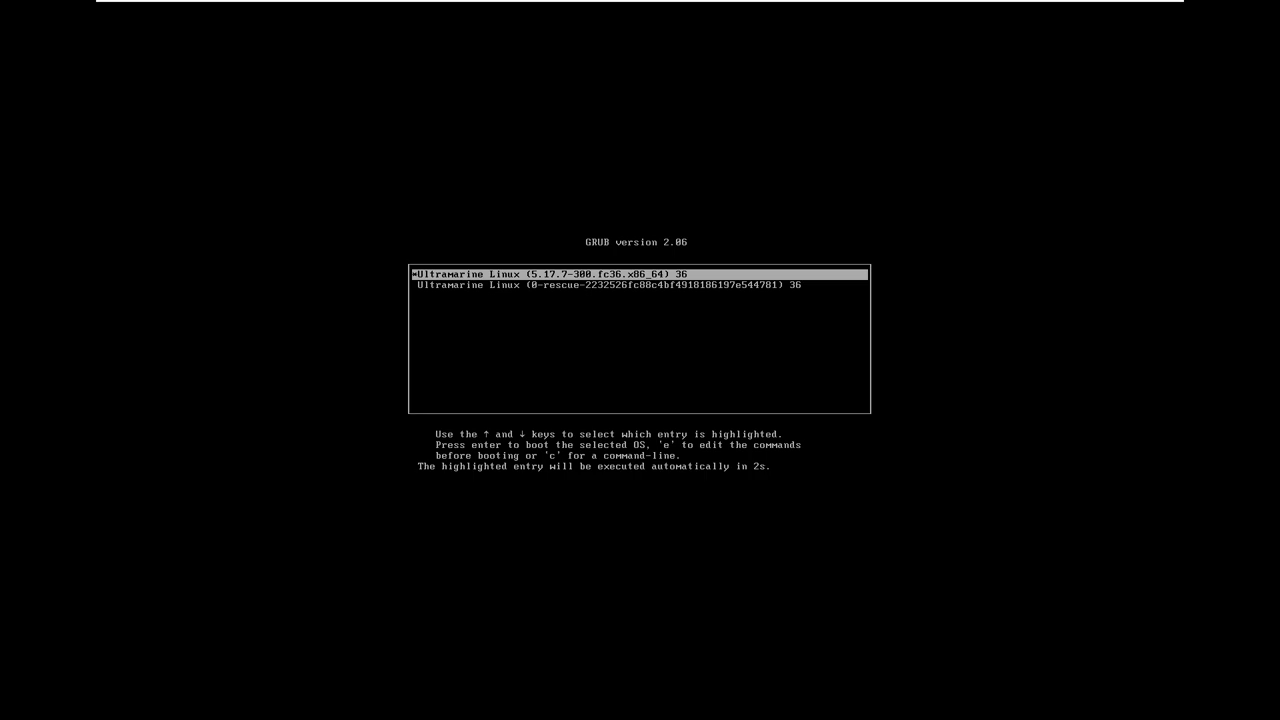 GRUB version 2.06
*Ultramarine Linux (5.17.7-300.fc36.x86_64) 36
Ultramarine Linux (0-rescue-2232526fc88c4bf4918186197e544781) 36
Use the ↑ and ↓ keys to select which entry is highlighted.
Press enter to boot the selected OS, 'e' to edit the commands
before booting or 'c' for a command-line.
The highlighted entry will be executed automatically in 2s.